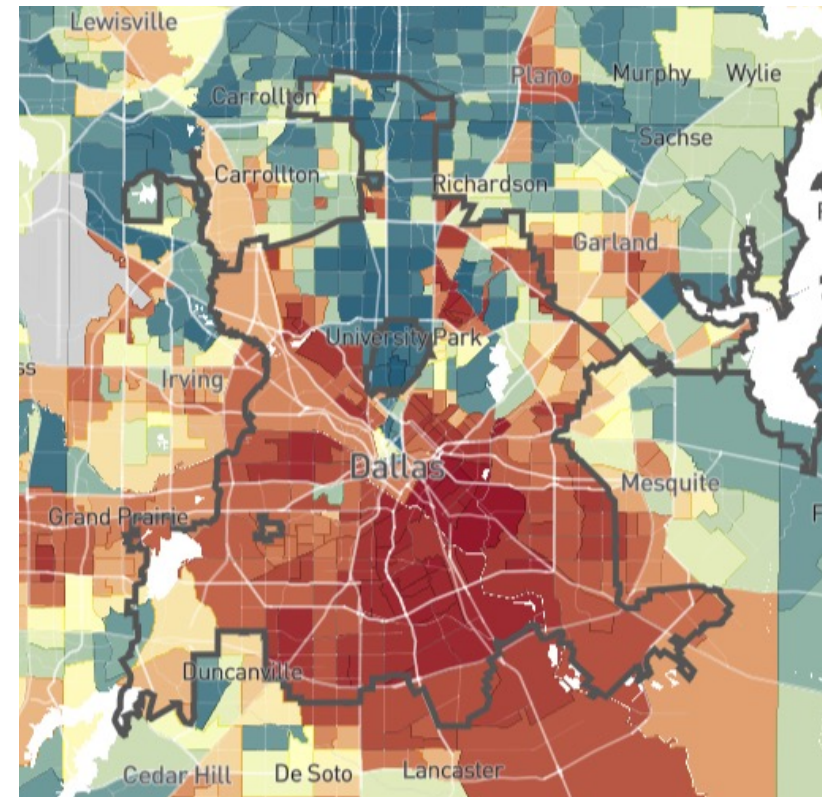 Lewisville
Plano
Murphy
Wylie
Carrollton
Sachse
Carrollton
Richardson
Garland
University Park
ss
Irving
Dallas
Mesquite
Grand Prairie
F
Duncanville
Cedar Hill
De Soto
Lancaster